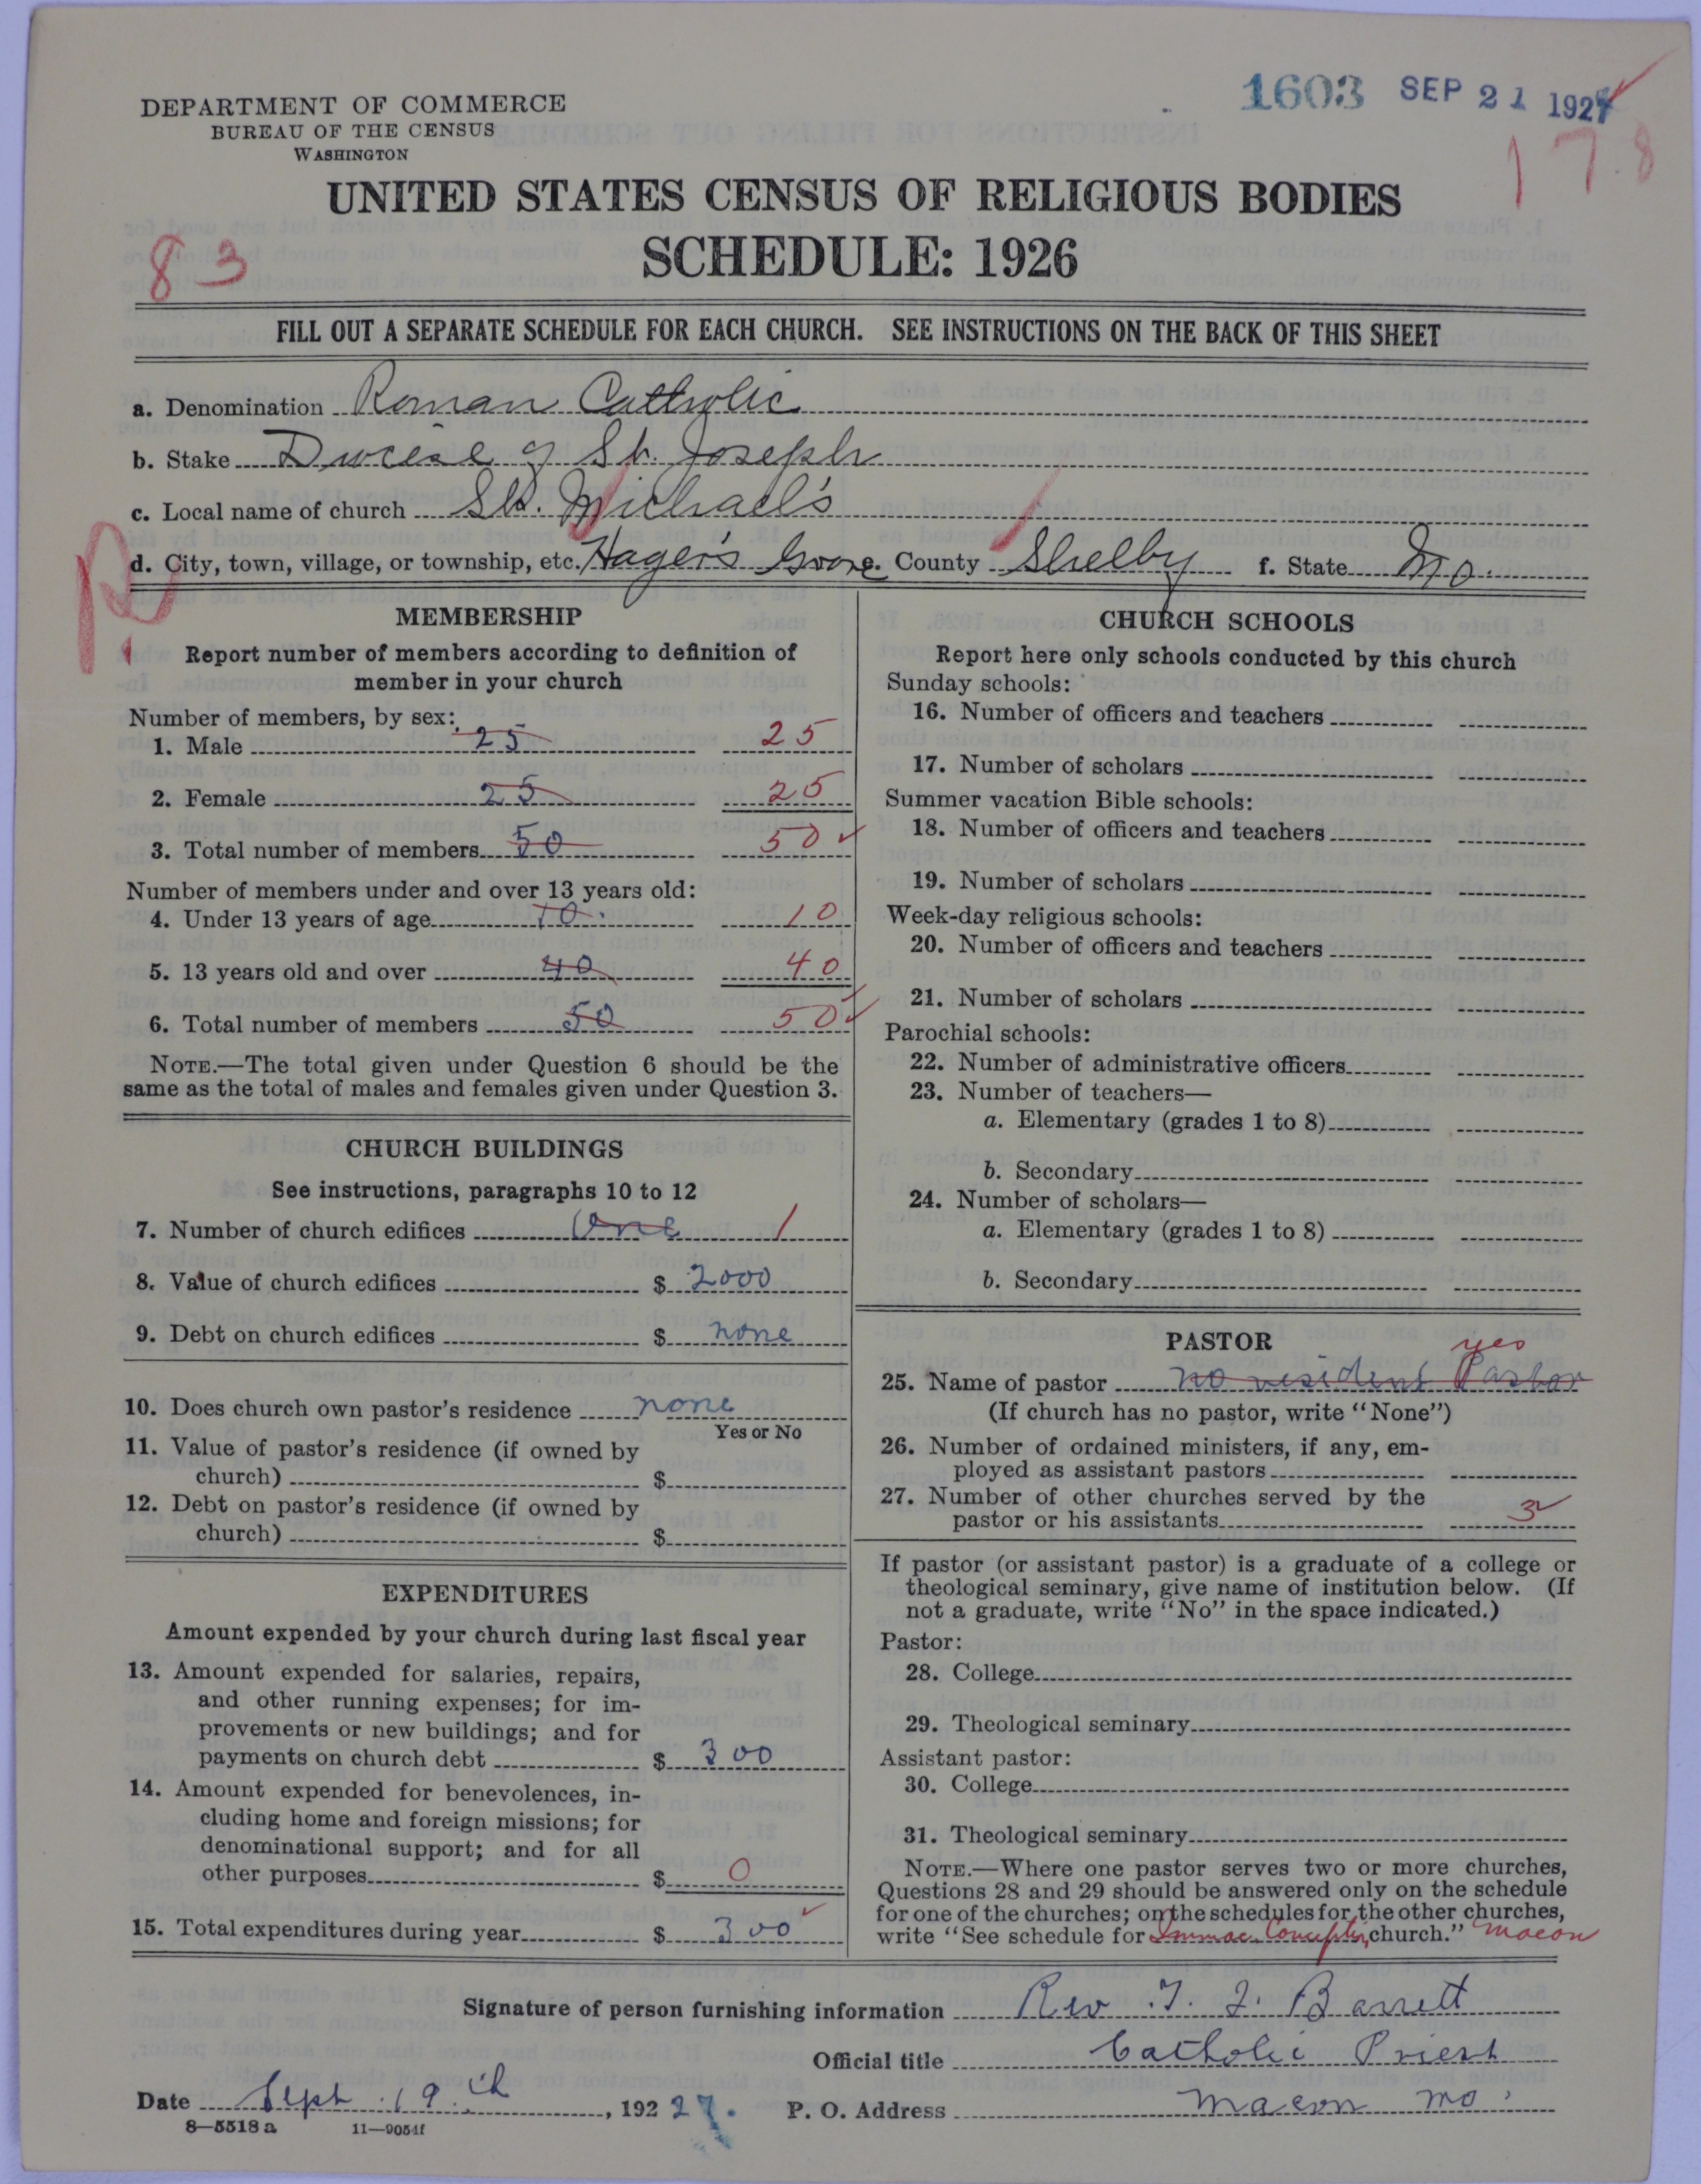 1603 SEP 21 1927
178
DEPARTMENT OF COMMERCE
BUREAU OF THE CENSUS
WASHINGTON
UNITED STATES CENSUS OF RELIGIOUS BODIES
83
SCHEDULE: 1926
FILL OUT A SEPARATE SCHEDULE FOR EACH CHURCH. SEE INSTRUCTIONS ON THE BACK OF THIS SHEET
a. Denomination Roman Catholic
b. Stake Diocese of St. Joseph
c. Local name of church St. Michael's
d. City, town, village, or township, etc. Hager's Grove e. County Shelby f. State Mo.
MEMBERSHIP
Report number of members according to definition of
member in your church
Number of members, by sex:
1. Male 25 25
2. Female 25 25
3. Total number of members 50 50
Number of members under and over 13 years old:
4. Under 13 years of age 10 10
5. 13 years old and over 40 40
6. Total number of members 50 50
NOTE.—The total given under Question 6 should be the
same as the total of males and females given under Question 3.
CHURCH BUILDINGS
See instructions, paragraphs 10 to 12
7. Number of church edifices One 1
8. Value of church edifices $ 2000
9. Debt on church edifices $ none
10. Does church own pastor's residence none
Yes or No
11. Value of pastor's residence (if owned by
church) $
12. Debt on pastor's residence (if owned by
church) $
EXPENDITURES
Amount expended by your church during last fiscal year
13. Amount expended for salaries, repairs,
and other running expenses; for im-
provements or new buildings; and for
payments on church debt $ 300
14. Amount expended for benevolences, in-
cluding home and foreign missions; for
denominational support; and for all
other purposes $ 0
15. Total expenditures during year $ 300
CHURCH SCHOOLS
Report here only schools conducted by this church
Sunday schools:
16. Number of officers and teachers
17. Number of scholars
Summer vacation Bible schools:
18. Number of officers and teachers
19. Number of scholars
Week-day religious schools:
20. Number of officers and teachers
21. Number of scholars
Parochial schools:
22. Number of administrative officers
23. Number of teachers—
a. Elementary (grades 1 to 8)
b. Secondary
24. Number of scholars—
a. Elementary (grades 1 to 8)
b. Secondary
PASTOR
yes
25. Name of pastor no resident Pastor
(If church has no pastor, write "None")
26. Number of ordained ministers, if any, em-
ployed as assistant pastors
27. Number of other churches served by the
pastor or his assistants
If pastor (or assistant pastor) is a graduate of a college or
theological seminary, give name of institution below. (If
not a graduate, write "No" in the space indicated.)
Pastor:
28. College
29. Theological seminary
Assistant pastor:
30. College
31. Theological seminary
NOTE.—Where one pastor serves two or more churches,
Questions 28 and 29 should be answered only on the schedule
for one of the churches; on the schedules for the other churches,
write "See schedule for Immac. Conception church." Macon
Signature of person furnishing information Rev. T. J. Barrett
Official title Catholic Priest
Date Sept. 19th, 192 27. P. O. Address Macon Mo.
8—5518a 11—9054f